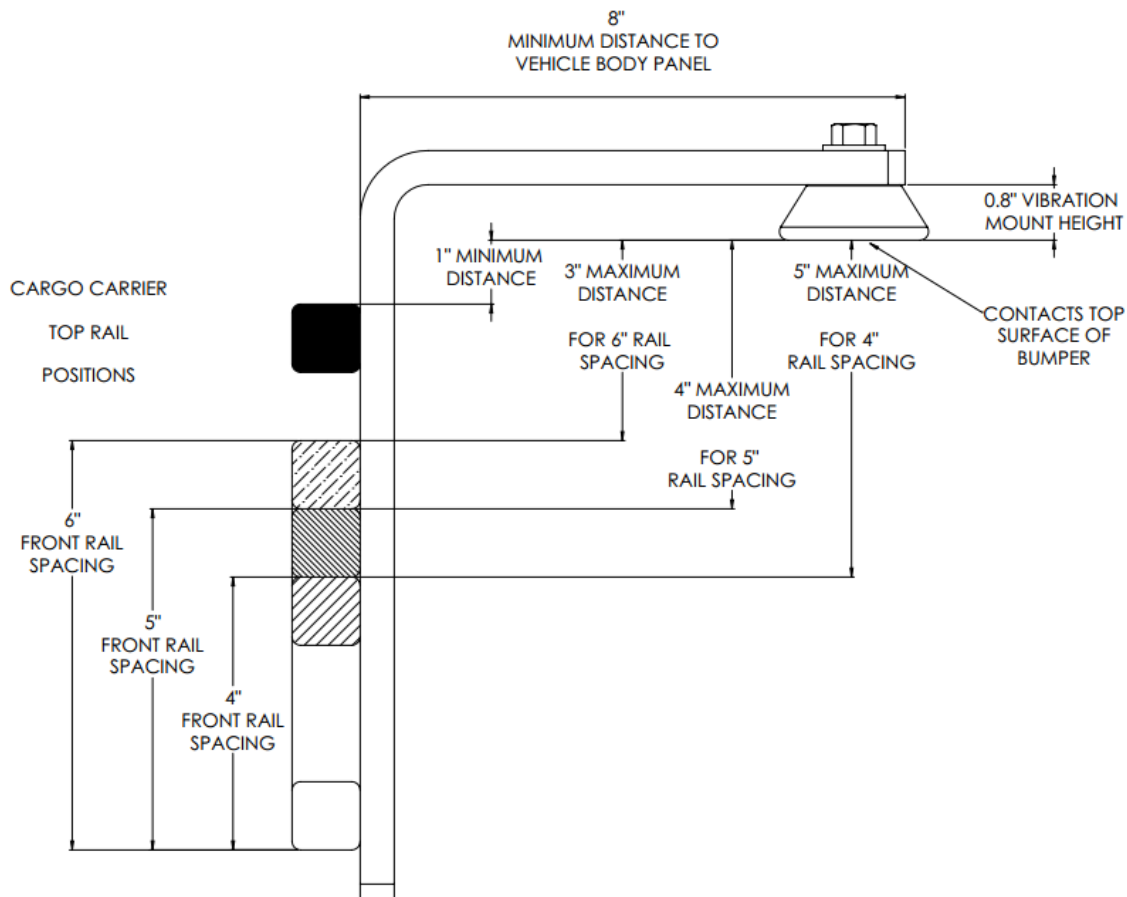 8"
MINIMUM DISTANCE TO
VEHICLE BODY PANEL
0.8" VIBRATION
MOUNT HEIGHT
1" MINIMUM
DISTANCE
3" MAXIMUM
DISTANCE
FOR 6" RAIL
SPACING
5" MAXIMUM
DISTANCE
FOR 4"
RAIL SPACING
CONTACTS TOP
SURFACE OF
BUMPER
CARGO CARRIER
TOP RAIL
POSITIONS
4" MAXIMUM
DISTANCE
FOR 5"
RAIL SPACING
6"
FRONT RAIL
SPACING
5"
FRONT RAIL
SPACING
4"
FRONT RAIL
SPACING